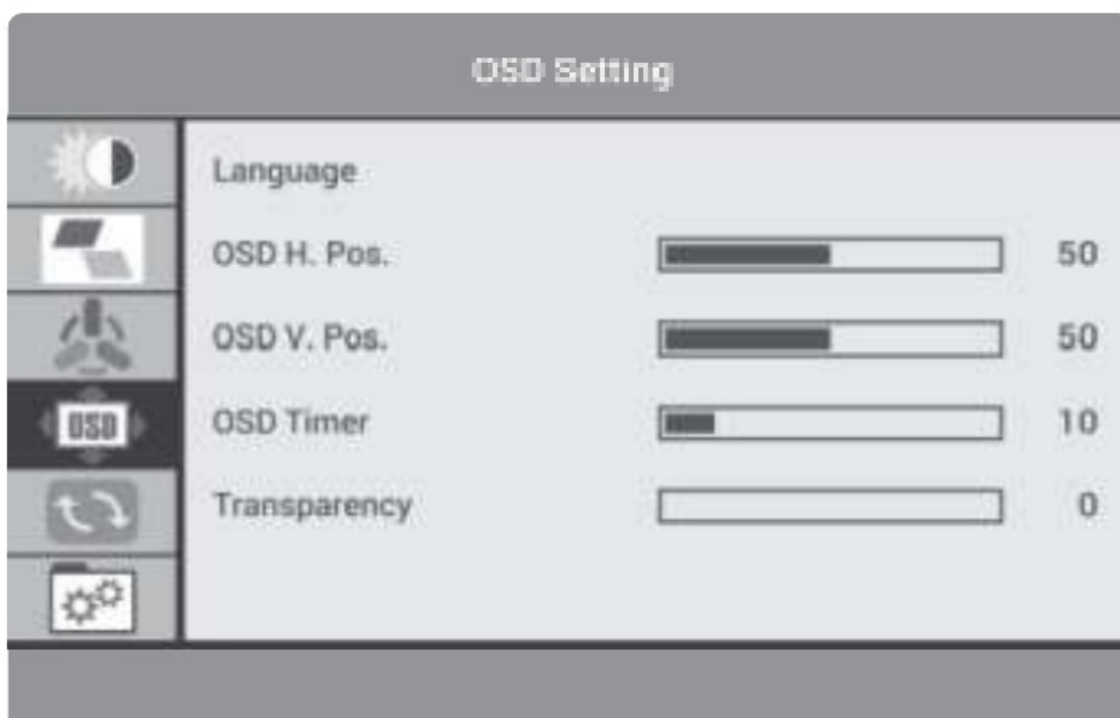 OSD Setting
Language
OSD H. Pos. 50
OSD V. Pos. 50
OSD
OSD Timer 10
Transparency 0